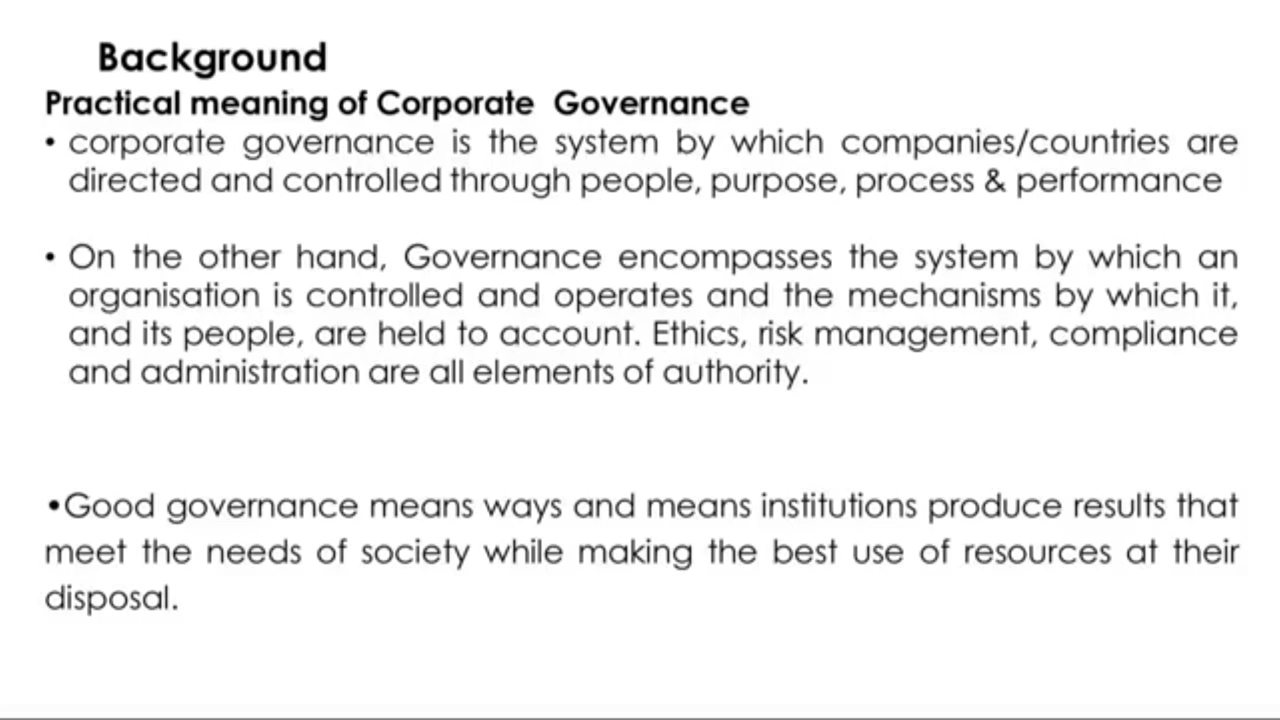 Background
Practical meaning of Corporate Governance
• corporate governance is the system by which companies/countries are
directed and controlled through people, purpose, process & performance
• On the other hand, Governance encompasses the system by which an
organisation is controlled and operates and the mechanisms by which it,
and its people, are held to account. Ethics, risk management, compliance
and administration are all elements of authority.
•Good governance means ways and means institutions produce results that
meet the needs of society while making the best use of resources at their
disposal.